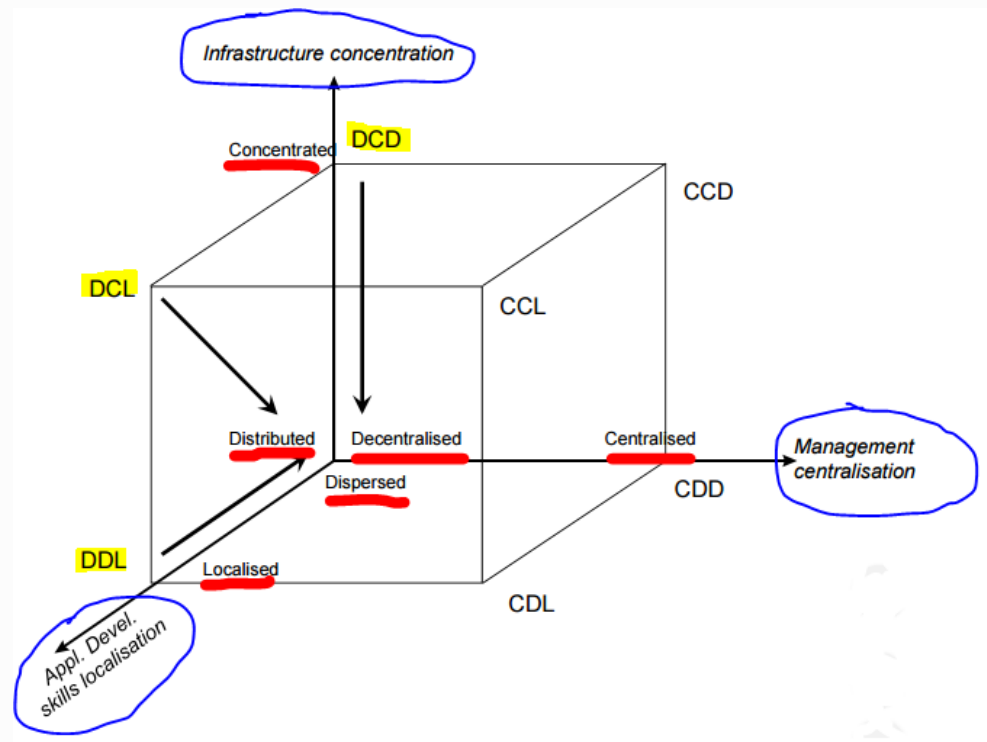 Infrastructure concentration
DCD
Concentrated
CCD
DCL
CCL
Distributed
Decentralised
Centralised
Management
centralisation
Dispersed
CDD
DDL
Localised
CDL
Appl. Devel.
skills localisation